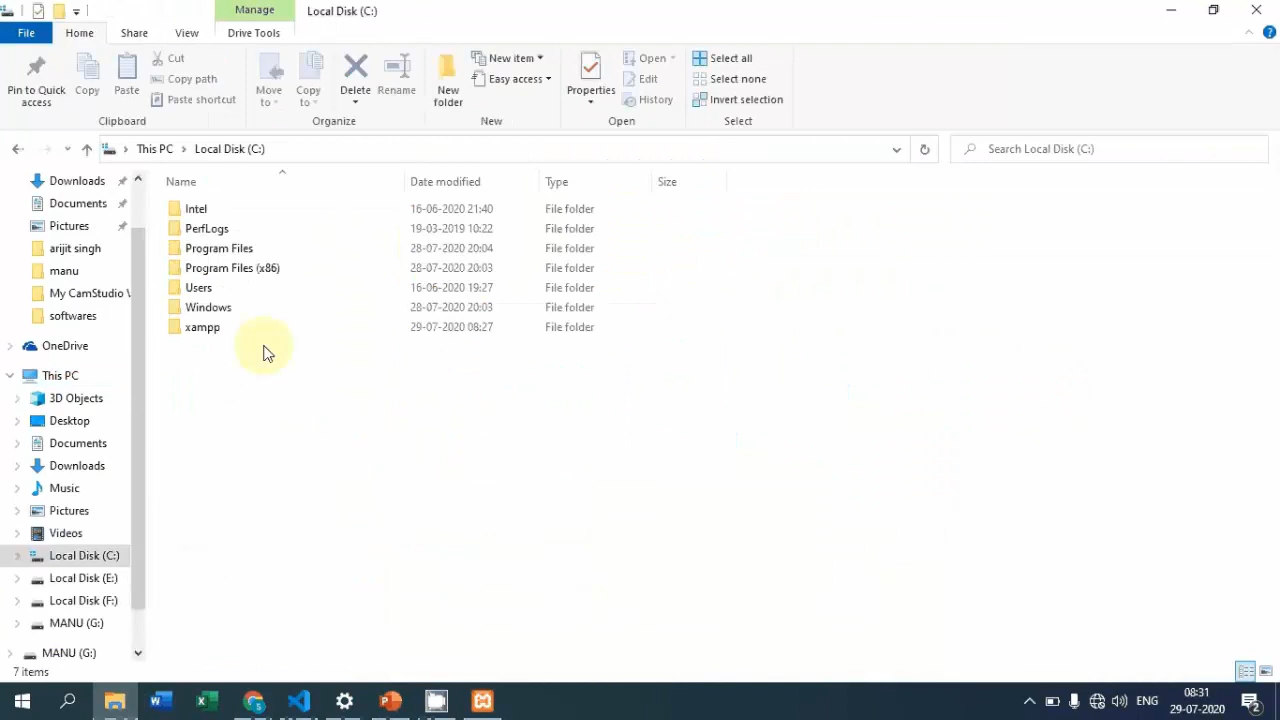 Manage
Local Disk (C:)
File
Home
Share
View
Drive Tools
Pin to Quick access
Copy
Paste
Cut
Copy path
Paste shortcut
Clipboard
Move to
Copy to
Delete
Rename
Organize
New folder
New item
Easy access
New
Properties
Open
Edit
History
Open
Select all
Select none
Invert selection
Select
This PC
Local Disk (C:)
Search Local Disk (C:)
Downloads
Documents
Pictures
arijit singh
manu
My CamStudio
softwares
OneDrive
This PC
3D Objects
Desktop
Documents
Downloads
Music
Pictures
Videos
Local Disk (C:)
Local Disk (E:)
Local Disk (F:)
MANU (G:)
MANU (G:)
Name Date modified Type Size
Intel 16-06-2020 21:40 File folder
PerfLogs 19-03-2019 10:22 File folder
Program Files 28-07-2020 20:04 File folder
Program Files (x86) 28-07-2020 20:03 File folder
Users 16-06-2020 19:27 File folder
Windows 28-07-2020 20:03 File folder
xampp 29-07-2020 08:27 File folder
7 items
ENG
08:31
29-07-2020
2